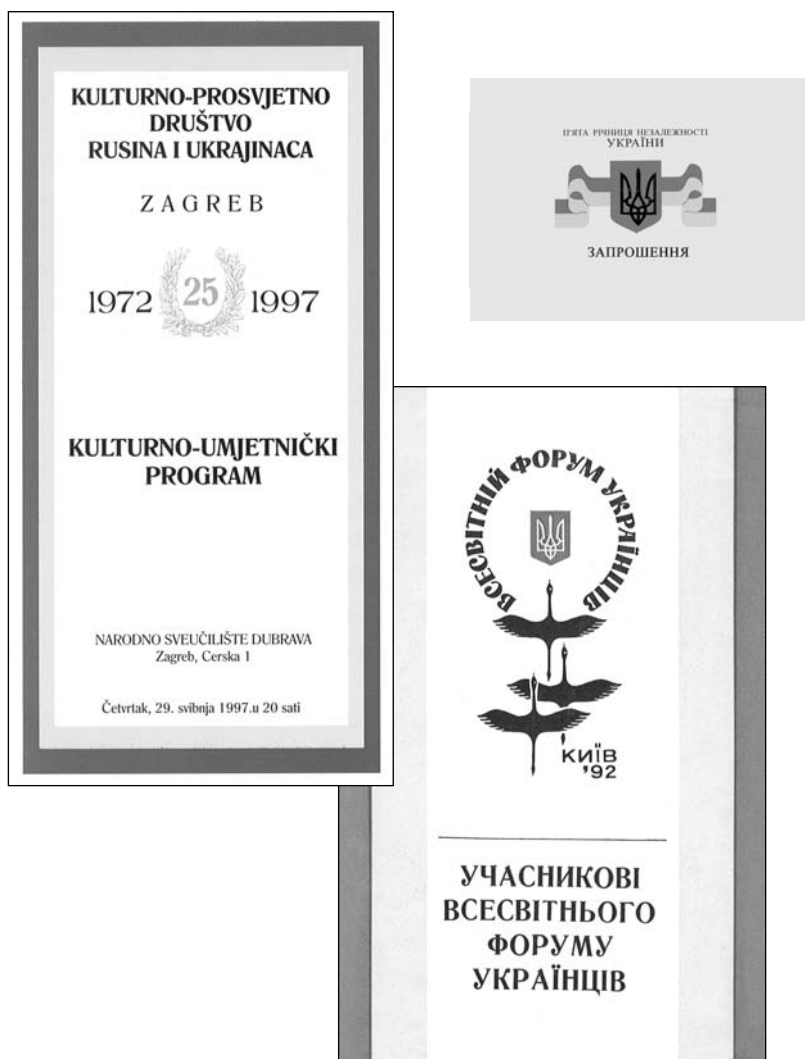 KULTURNO-PROSVJETNO
DRUŠTVO
RUSINA I UKRAJINACA
ZAGREB
1972 25 1997
KULTURNO-UMJETNIČKI
PROGRAM
NARODNO SVEUČILIŠTE DUBRAVA
Zagreb, Cerska 1
Četvrtak, 29. svibnja 1997.u 20 sati
П'ЯТА РІЧНИЦЯ НЕЗАЛЕЖНОСТІ
УКРАЇНИ
ЗАПРОШЕННЯ
ВСЕСВІТНІЙ ФОРУМ УКРАЇНЦІВ
КИЇВ
'92
УЧАСНИКОВІ
ВСЕСВІТНЬОГО
ФОРУМУ
УКРАЇНЦІВ